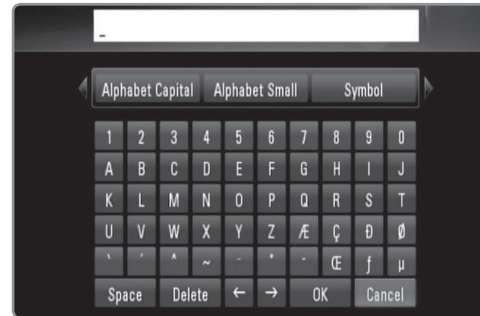 _
Alphabet Capital Alphabet Small Symbol
1 2 3 4 5 6 7 8 9 0
A B C D E F G H I J
K L M N O P Q R S T
U V W X Y Z Æ Ç Ð Ø
` ´ ^ ~ Œ ƒ µ
Space Delete ← → OK Cancel